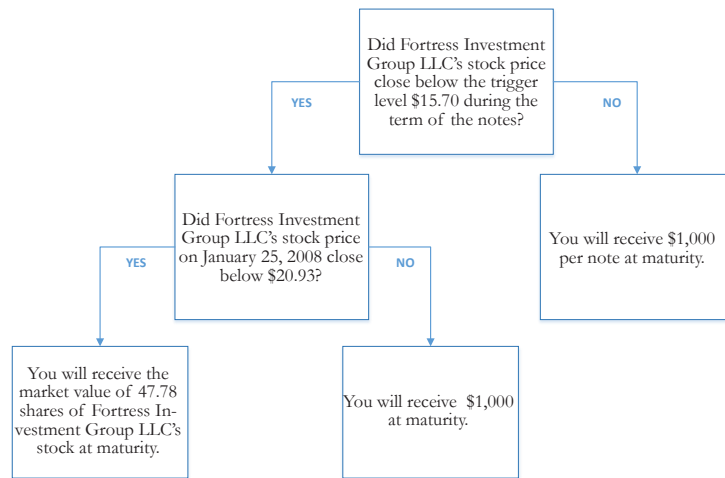 Did Fortress Investment
Group LLC's stock price
close below the trigger
level $15.70 during the
term of the notes?
YES
NO
Did Fortress Investment
Group LLC's stock price
on January 25, 2008 close
below $20.93?
You will receive $1,000
per note at maturity.
YES
NO
You will receive the
market value of 47.78
shares of Fortress In-
vestment Group LLC's
stock at maturity.
You will receive $1,000
at maturity.